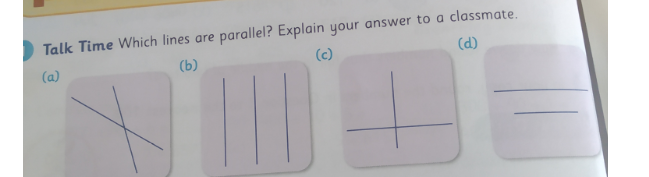 Talk Time Which lines are parallel? Explain your answer to a classmate.
(a) (b) (c) (d)